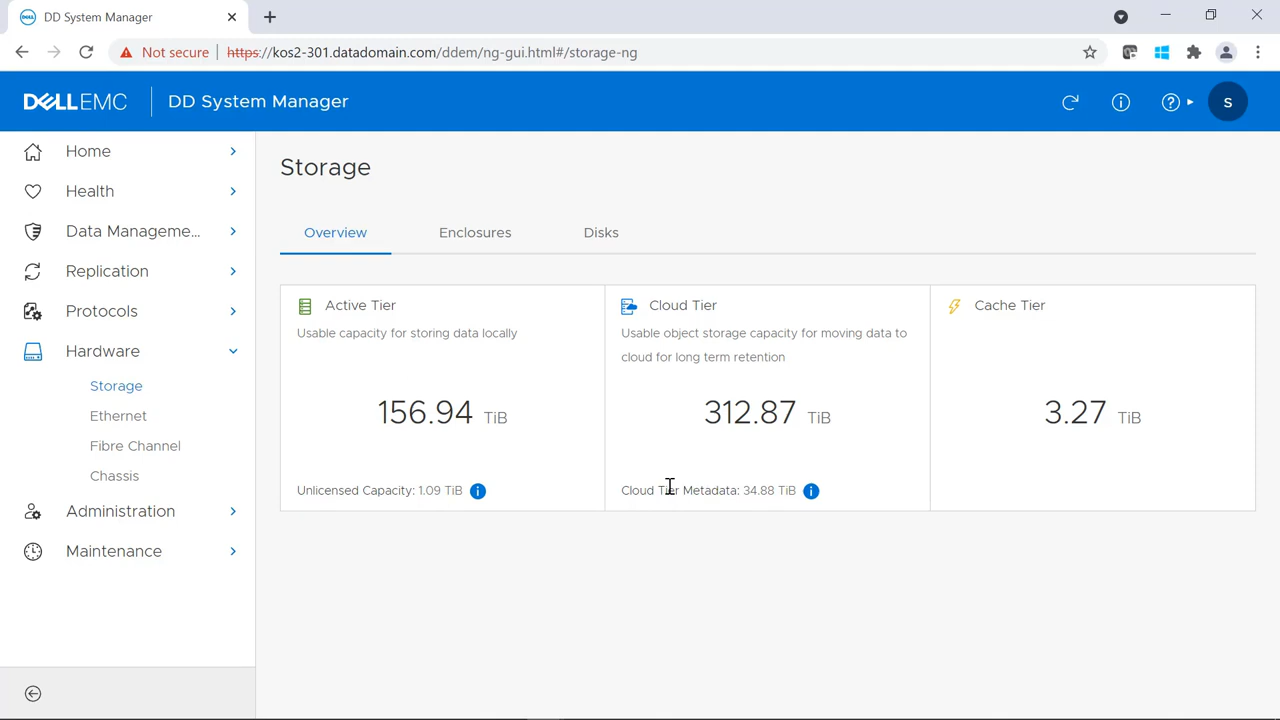 DD System Manager
Not secure
https://kos2-301.datadomain.com/ddem/ng-gui.html#/storage-ng
DELLEMC
DD System Manager
S
Home
Health
Data Manageme...
Replication
Protocols
Hardware
Storage
Ethernet
Fibre Channel
Chassis
Administration
Maintenance
Storage
Overview
Enclosures
Disks
Active Tier
Usable capacity for storing data locally
156.94 TiB
Unlicensed Capacity: 1.09 TiB
Cloud Tier
Usable object storage capacity for moving data to
cloud for long term retention
312.87 TiB
Cloud Tier Metadata: 34.88 TiB
Cache Tier
3.27 TiB